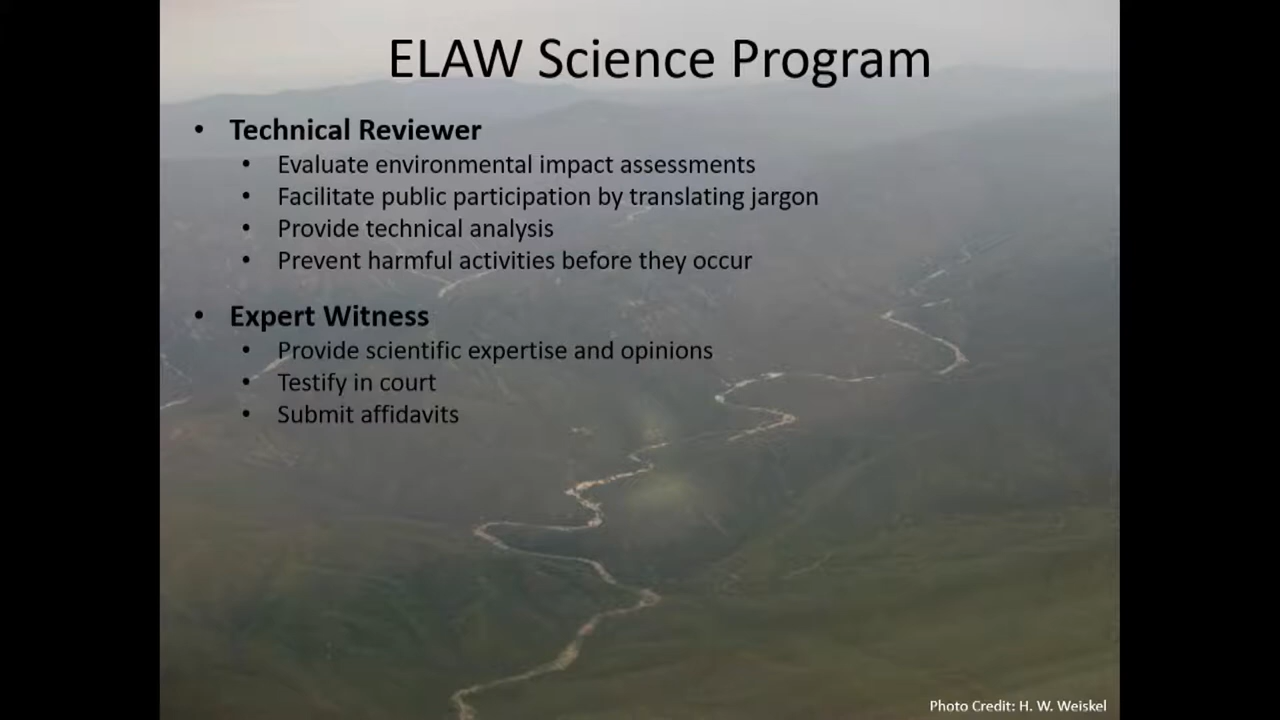 ELAW Science Program
• Technical Reviewer
• Evaluate environmental impact assessments
• Facilitate public participation by translating jargon
• Provide technical analysis
• Prevent harmful activities before they occur
• Expert Witness
• Provide scientific expertise and opinions
• Testify in court
• Submit affidavits
Photo Credit: H. W. Weiskel